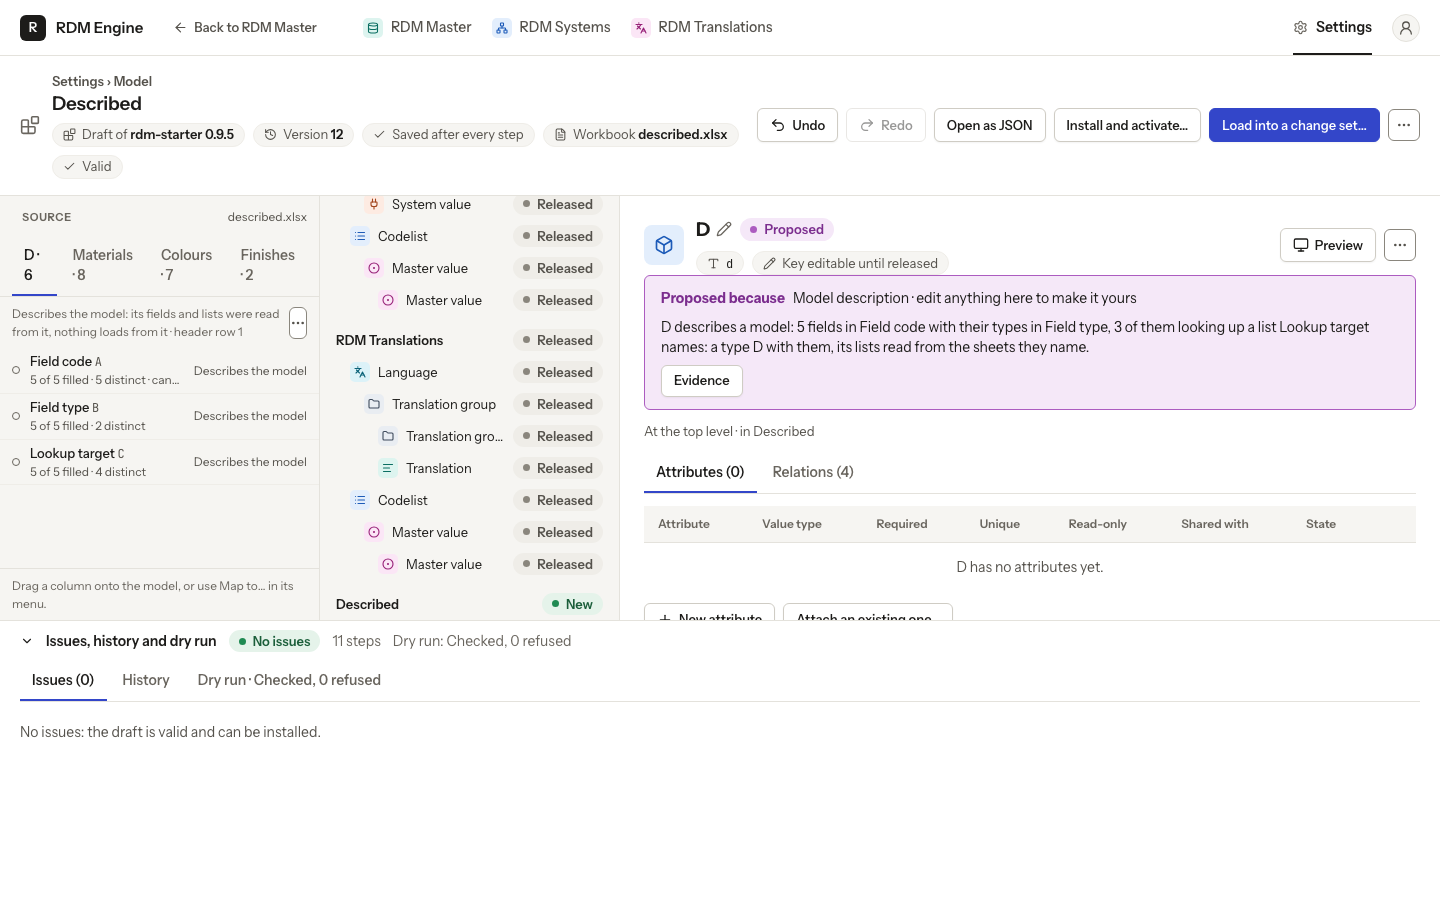 R RDM Engine Back to RDM Master RDM Master RDM Systems RDM Translations Settings
Settings › Model
Described
Draft of rdm-starter 0.9.5 Version 12 Saved after every step Workbook described.xlsx
Valid
Undo Redo Open as JSON Install and activate... Load into a change set... ...
SOURCE described.xlsx
D · 6 Materials · 8 Colours · 7 Finishes · 2
Describes the model: its fields and lists were read
from it, nothing loads from it · header row 1
...
Field code A
5 of 5 filled · 5 distinct · can...
Describes the model
Field type B
5 of 5 filled · 2 distinct
Describes the model
Lookup target C
5 of 5 filled · 4 distinct
Describes the model
Drag a column onto the model, or use Map to... in its
menu.
System value Released
Codelist Released
Master value Released
Master value Released
RDM Translations Released
Language Released
Translation group Released
Translation gro... Released
Translation Released
Codelist Released
Master value Released
Master value Released
Described New
D Proposed
d Key editable until released
Preview ...
Proposed because Model description · edit anything here to make it yours
D describes a model: 5 fields in Field code with their types in Field type, 3 of them looking up a list Lookup target
names: a type D with them, its lists read from the sheets they name.
Evidence
At the top level · in Described
Attributes (0) Relations (4)
Attribute Value type Required Unique Read-only Shared with State
D has no attributes yet.
New attribute Attach an existing one...
Issues, history and dry run No issues 11 steps Dry run: Checked, 0 refused
Issues (0) History Dry run · Checked, 0 refused
No issues: the draft is valid and can be installed.